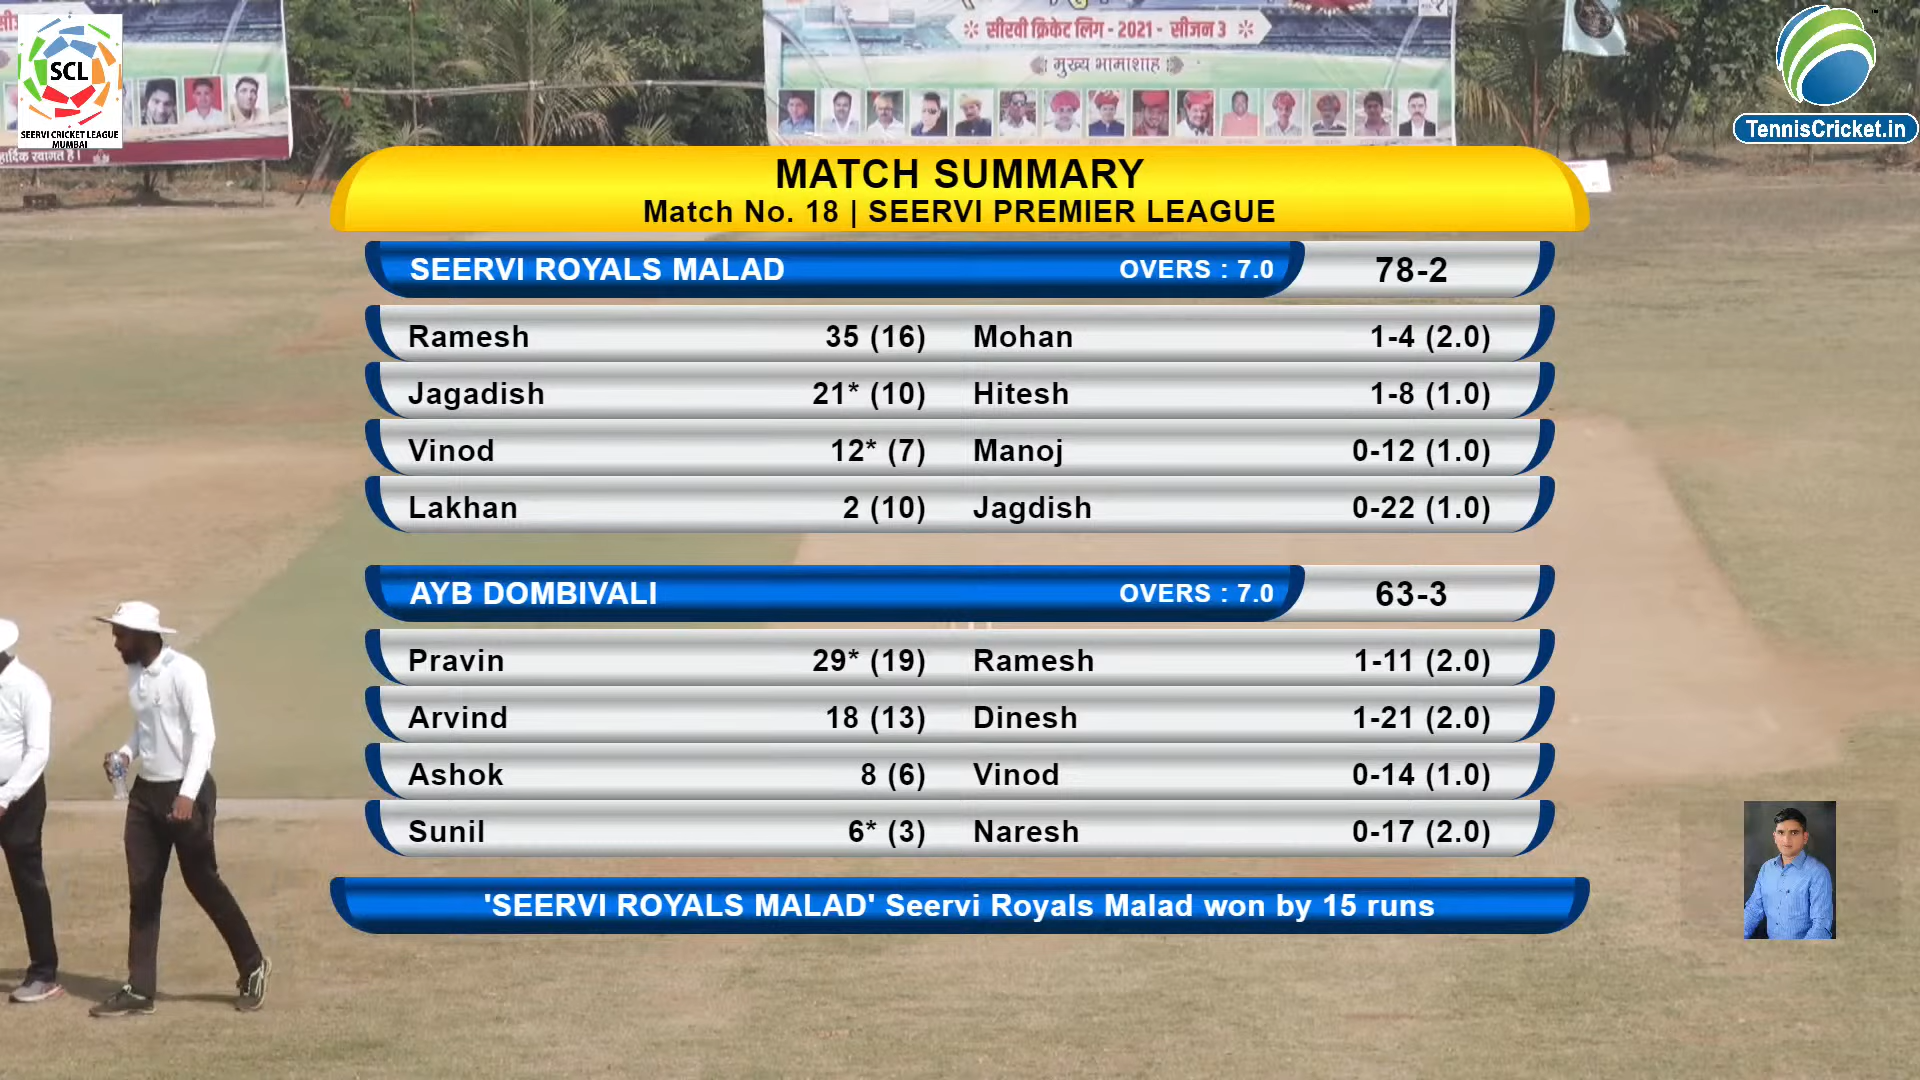 सीरवी क्रिकेट लिग - 2021 - सीजन 3
मुख्य भामाशाह
SCL
SEERVI CRICKET LEAGUE
MUMBAI
TennisCricket.in
MATCH SUMMARY
Match No. 18 | SEERVI PREMIER LEAGUE
SEERVI ROYALS MALAD OVERS : 7.0 78-2
Ramesh 35 (16) Mohan 1-4 (2.0)
Jagadish 21* (10) Hitesh 1-8 (1.0)
Vinod 12* (7) Manoj 0-12 (1.0)
Lakhan 2 (10) Jagdish 0-22 (1.0)
AYB DOMBIVALI OVERS : 7.0 63-3
Pravin 29* (19) Ramesh 1-11 (2.0)
Arvind 18 (13) Dinesh 1-21 (2.0)
Ashok 8 (6) Vinod 0-14 (1.0)
Sunil 6* (3) Naresh 0-17 (2.0)
'SEERVI ROYALS MALAD' Seervi Royals Malad won by 15 runs